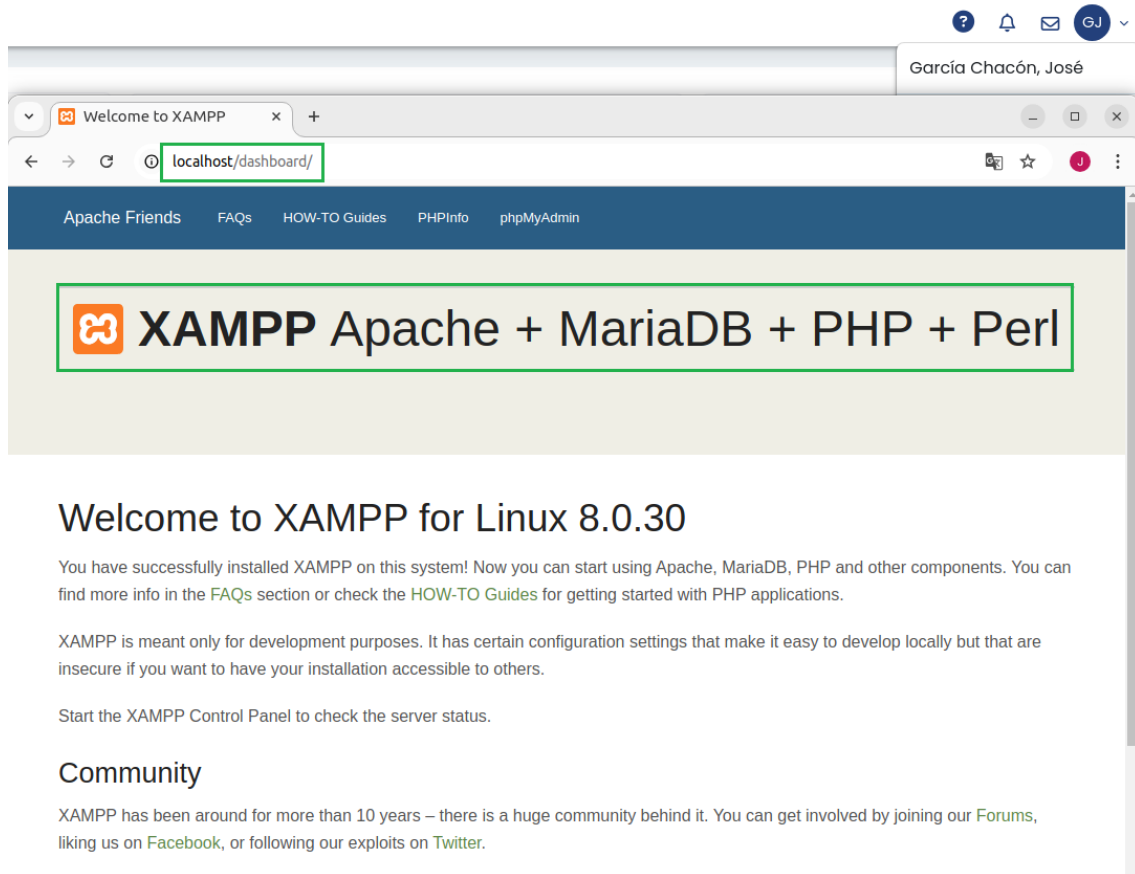 GJ
García Chacón, José
Welcome to XAMPP
localhost/dashboard/
J
Apache Friends FAQs HOW-TO Guides PHPInfo phpMyAdmin
XAMPP Apache + MariaDB + PHP + Perl
Welcome to XAMPP for Linux 8.0.30
You have successfully installed XAMPP on this system! Now you can start using Apache, MariaDB, PHP and other components. You can
find more info in the FAQs section or check the HOW-TO Guides for getting started with PHP applications.
XAMPP is meant only for development purposes. It has certain configuration settings that make it easy to develop locally but that are
insecure if you want to have your installation accessible to others.
Start the XAMPP Control Panel to check the server status.
Community
XAMPP has been around for more than 10 years – there is a huge community behind it. You can get involved by joining our Forums,
liking us on Facebook, or following our exploits on Twitter.